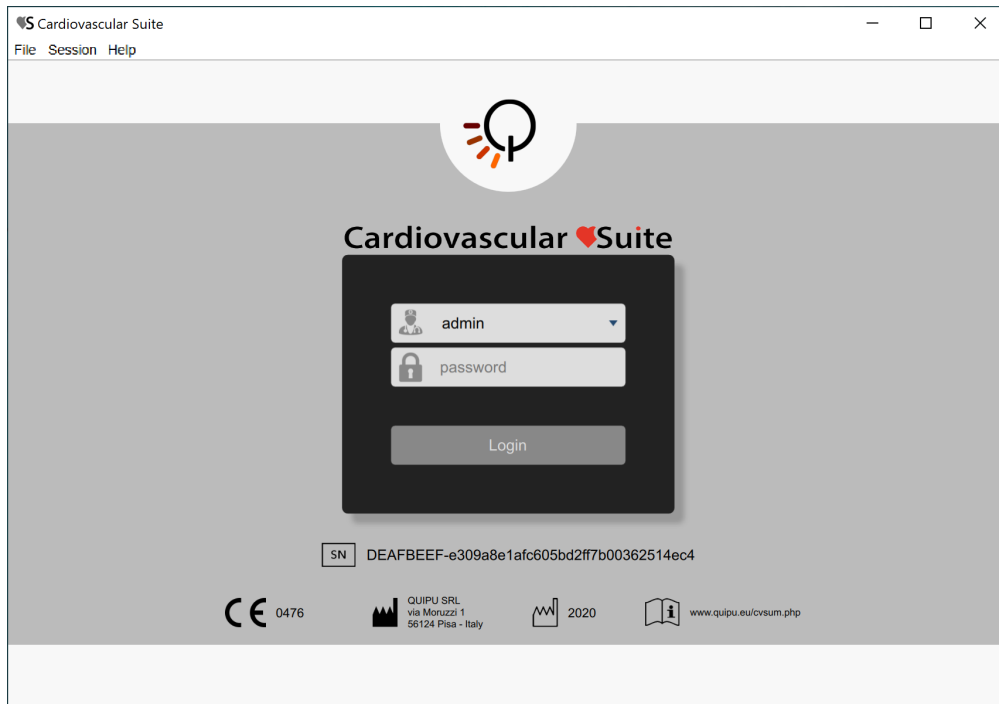 S Cardiovascular Suite
File Session Help
Cardiovascular Suite
admin
password
Login
SN DEAFBEEF-e309a8e1afc605bd2ff7b00362514ec4
CE 0476
QUIPU SRL
via Moruzzi 1
56124 Pisa - Italy
2020
i www.quipu.eu/cvsum.php